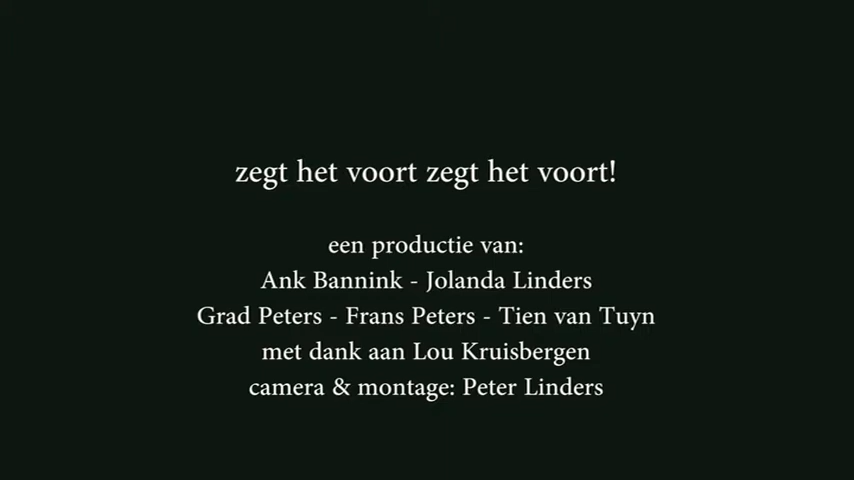 zegt het voort zegt het voort!
een productie van:
Ank Bannink - Jolanda Linders
Grad Peters - Frans Peters - Tien van Tuyn
met dank aan Lou Kruisbergen
camera & montage: Peter Linders